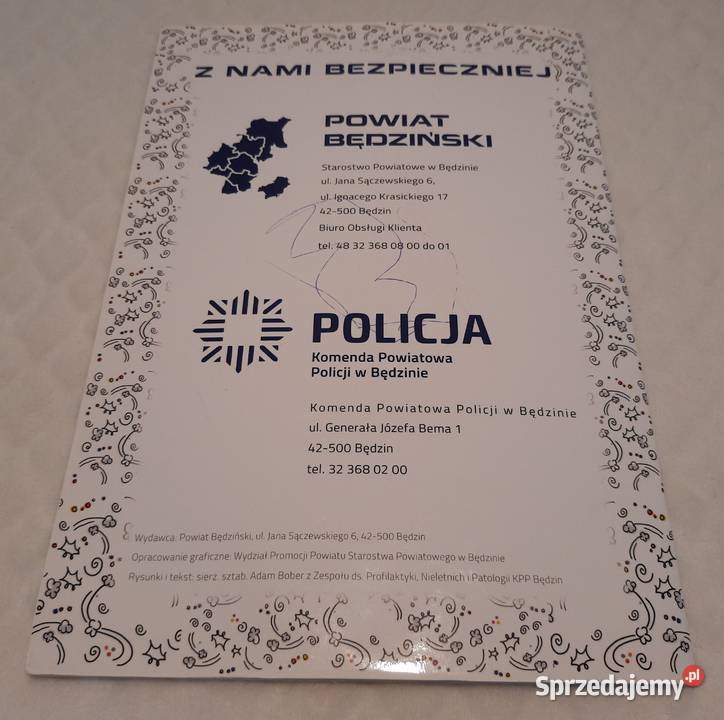 Z NAMI BEZPIECZNIEJ
POWIAT
BĘDZIŃSKI
Starostwo Powiatowe w Będzinie
ul. Jana Sączewskiego 6,
ul. Ignacego Krasickiego 17
42-500 Będzin
Biuro Obsługi Klienta
tel. 48 32 368 08 00 do 01
POLICJA
Komenda Powiatowa
Policji w Będzinie
Komenda Powiatowa Policji w Będzinie
ul. Generała Józefa Bema 1
42-500 Będzin
tel. 32 368 02 00
Wydawca: Powiat Będziński, ul. Jana Sączewskiego 6, 42-500 Będzin
Opracowanie graficzne: Wydział Promocji Powiatu Starostwa Powiatowego w Będzinie
Rysunki i tekst: sierz. sztab. Adam Bober z Zespołu ds. Profilaktyki, Nieletnich i Patologii KPP Będzin
Sprzedajemy.pl